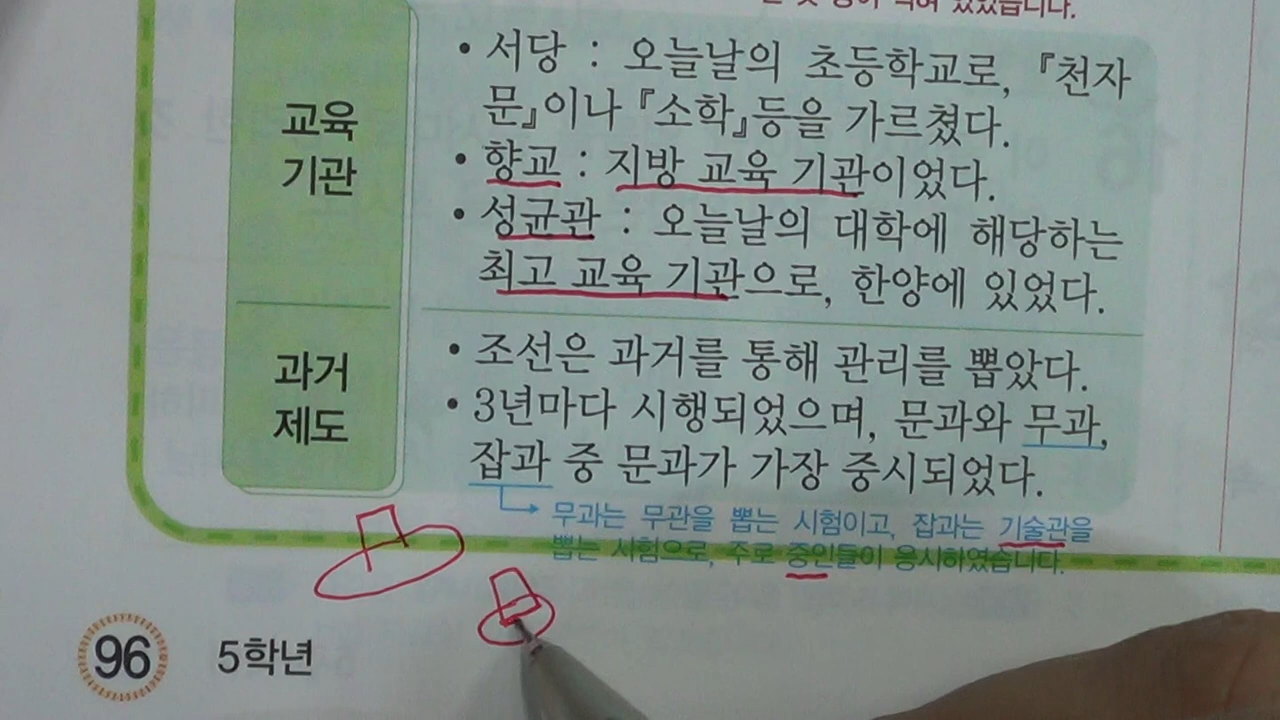 있었습니다.
교육
기관
• 서당 : 오늘날의 초등학교로, 『천자
문』이나 『소학』등을 가르쳤다.
• 향교 : 지방 교육 기관이었다.
• 성균관 : 오늘날의 대학에 해당하는
최고 교육 기관으로, 한양에 있었다.
과거
제도
• 조선은 과거를 통해 관리를 뽑았다.
• 3년마다 시행되었으며, 문과와 무과,
잡과 중 문과가 가장 중시되었다.
무과는 무관을 뽑는 시험이고, 잡과는 기술관을
뽑는 시험으로, 주로 중인들이 응시하였습니다.
96 5학년